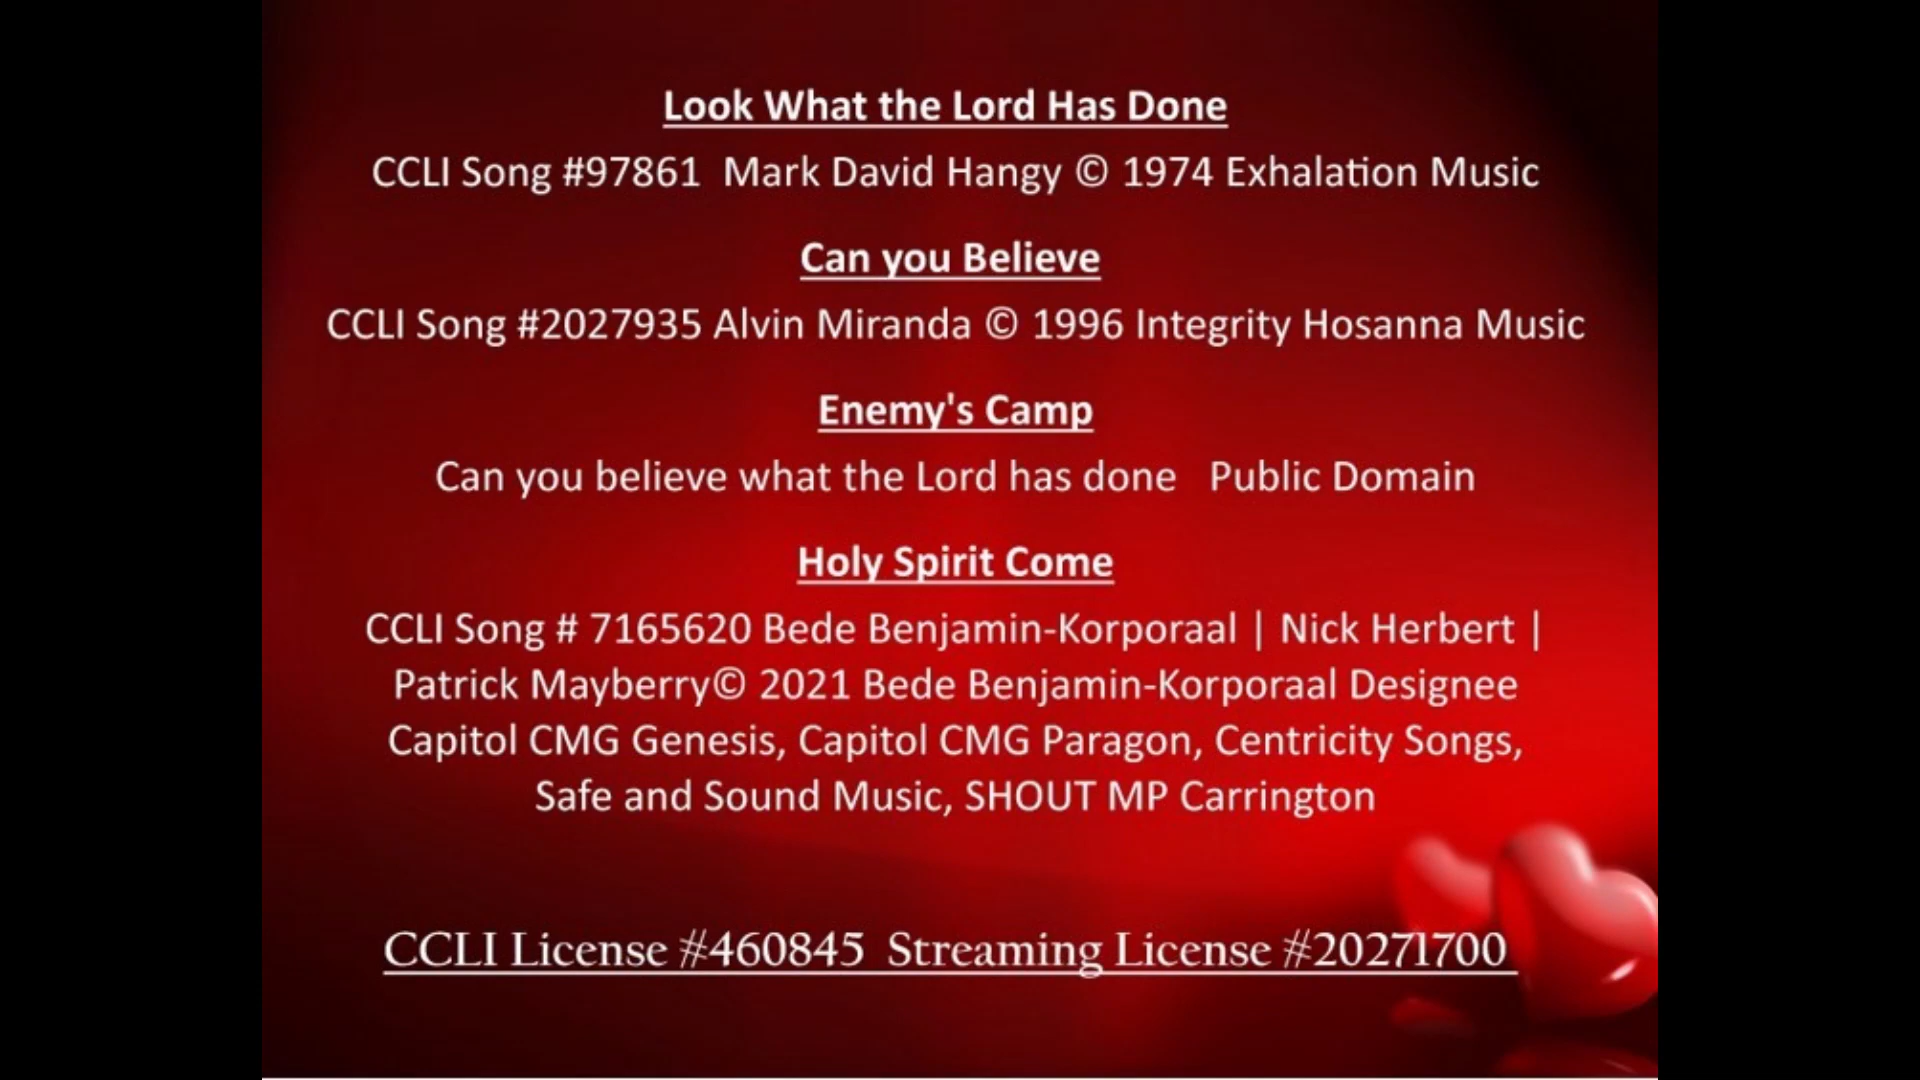 Look What the Lord Has Done
CCLI Song #97861  Mark David Hangy © 1974 Exhalation Music
Can you Believe
CCLI Song #2027935 Alvin Miranda © 1996 Integrity Hosanna Music
Enemy's Camp
Can you believe what the Lord has done   Public Domain
Holy Spirit Come
CCLI Song # 7165620 Bede Benjamin-Korporaal | Nick Herbert |
Patrick Mayberry© 2021 Bede Benjamin-Korporaal Designee
Capitol CMG Genesis, Capitol CMG Paragon, Centricity Songs,
Safe and Sound Music, SHOUT MP Carrington
CCLI License #460845  Streaming License #20271700